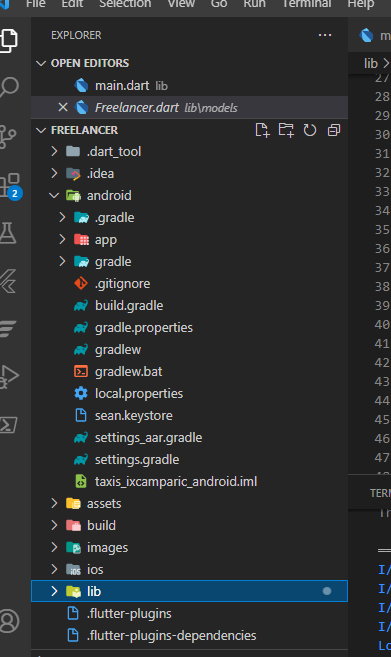 File Edit Selection View Go Run Terminal Help
EXPLORER
OPEN EDITORS
main.dart lib
Freelancer.dart lib\models
FREELANCER
.dart_tool
.idea
android
.gradle
app
gradle
.gitignore
build.gradle
gradle.properties
gradlew
gradlew.bat
local.properties
sean.keystore
settings_aar.gradle
settings.gradle
taxis_ixcamparic_android.iml
assets
build
images
ios
lib
.flutter-plugins
.flutter-plugins-dependencies
2
m
lib >
27
28
29
30
31
32
33
34
35
36
37
38
39
40
41
42
43
44
45
46
47
TERM
I/
I/
I/
I/
Lo